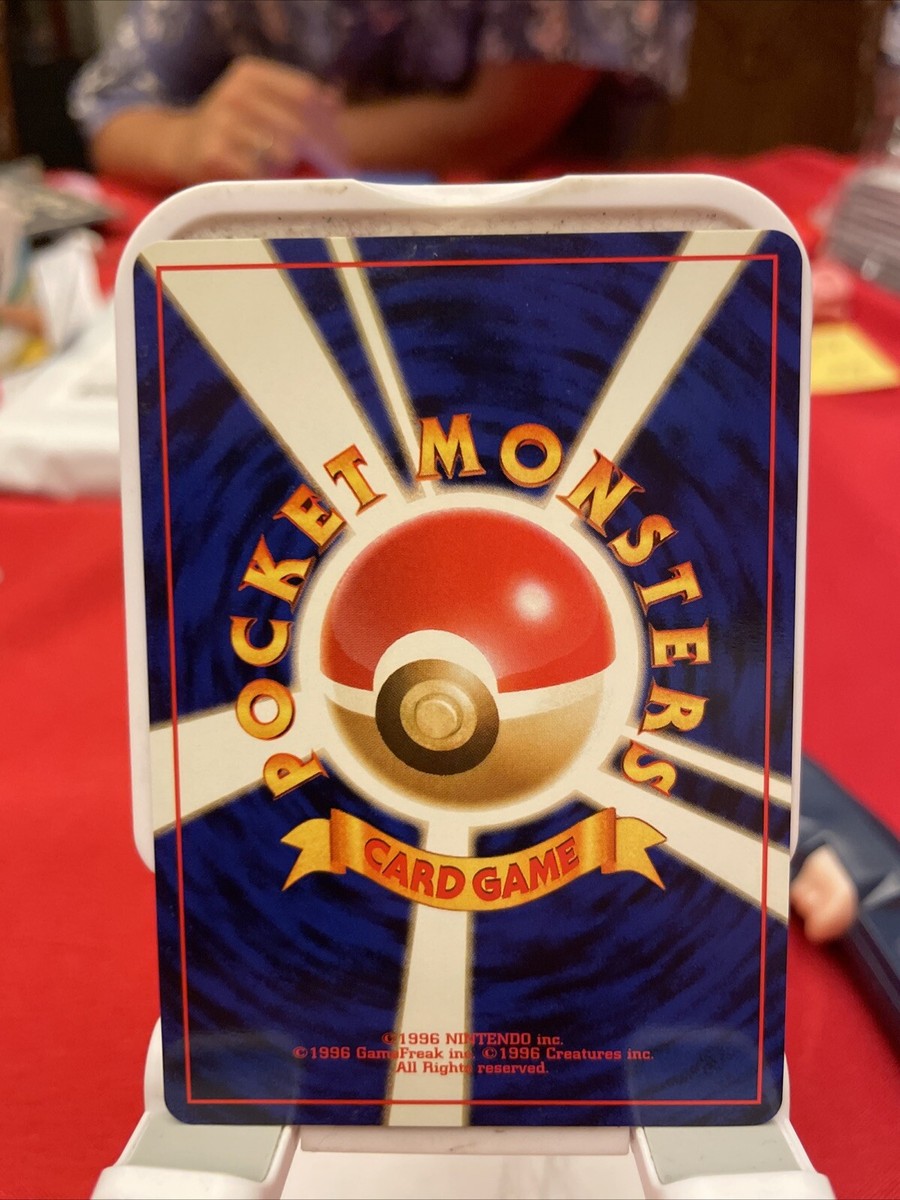 POCKET MONSTERS
CARD GAME
©1996 NINTENDO inc.
©1996 GameFreak inc. ©1996 Creatures inc.
All Rights reserved.